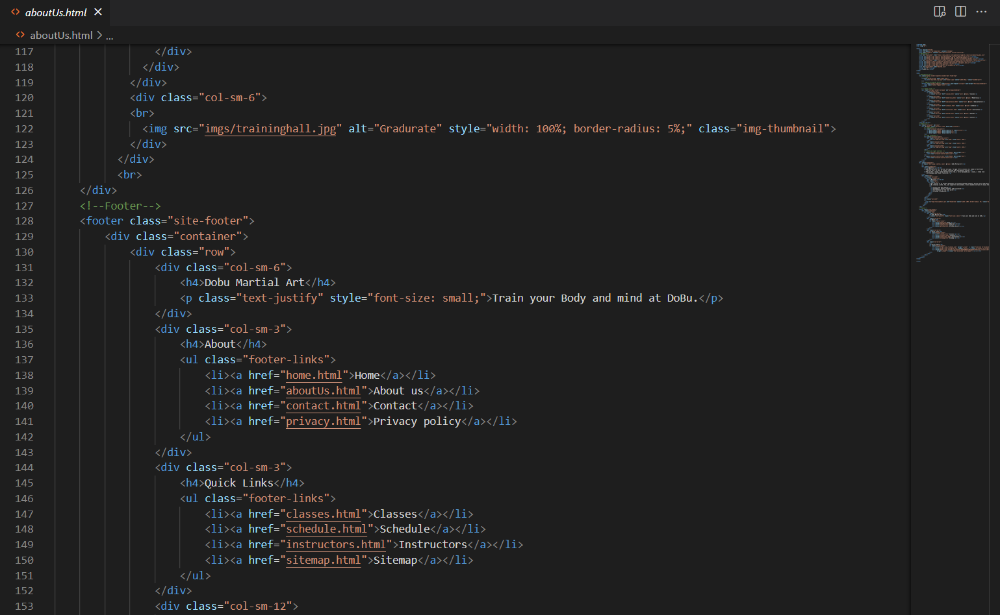 aboutUs.html
aboutUs.html > ...
117 </div>
118 </div>
119 </div>
120 <div class="col-sm-6">
121 <br>
122 <img src="imgs/traininghall.jpg" alt="Gradurate" style="width: 100%; border-radius: 5%;" class="img-thumbnail">
123 </div>
124 </div>
125 <br>
126 </div>
127 <!--Footer-->
128 <footer class="site-footer">
129 <div class="container">
130 <div class="row">
131 <div class="col-sm-6">
132 <h4>Dobu Martial Art</h4>
133 <p class="text-justify" style="font-size: small;">Train your Body and mind at DoBu.</p>
134 </div>
135 <div class="col-sm-3">
136 <h4>About</h4>
137 <ul class="footer-links">
138 <li><a href="home.html">Home</a></li>
139 <li><a href="aboutUs.html">About us</a></li>
140 <li><a href="contact.html">Contact</a></li>
141 <li><a href="privacy.html">Privacy policy</a></li>
142 </ul>
143 </div>
144 <div class="col-sm-3">
145 <h4>Quick Links</h4>
146 <ul class="footer-links">
147 <li><a href="classes.html">Classes</a></li>
148 <li><a href="schedule.html">Schedule</a></li>
149 <li><a href="instructors.html">Instructors</a></li>
150 <li><a href="sitemap.html">Sitemap</a></li>
151 </ul>
152 </div>
153 <div class="col-sm-12">